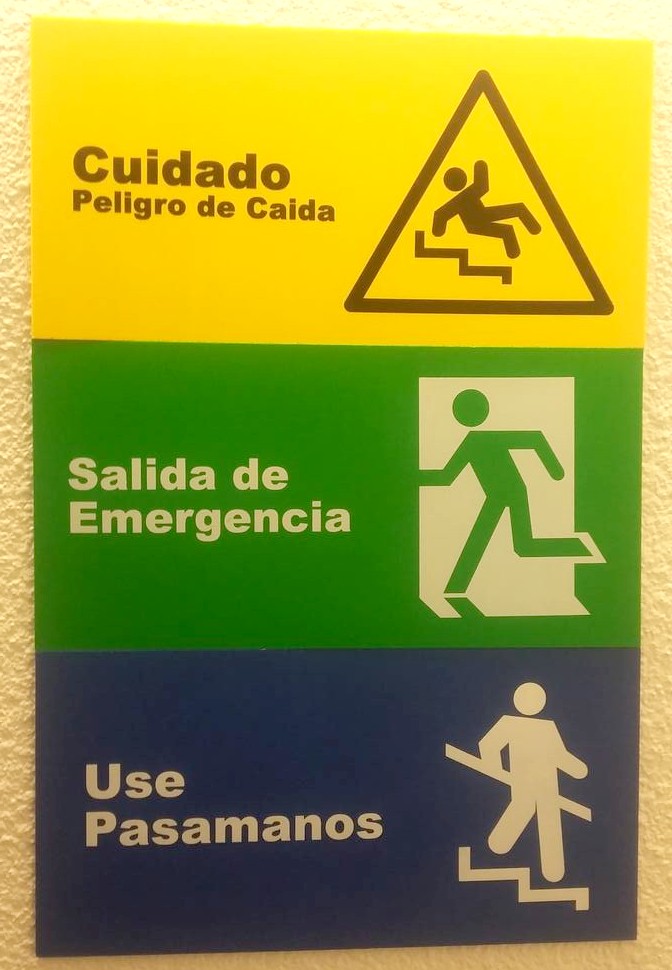 Cuidado
Peligro de Caida
Salida de
Emergencia
Use
Pasamanos